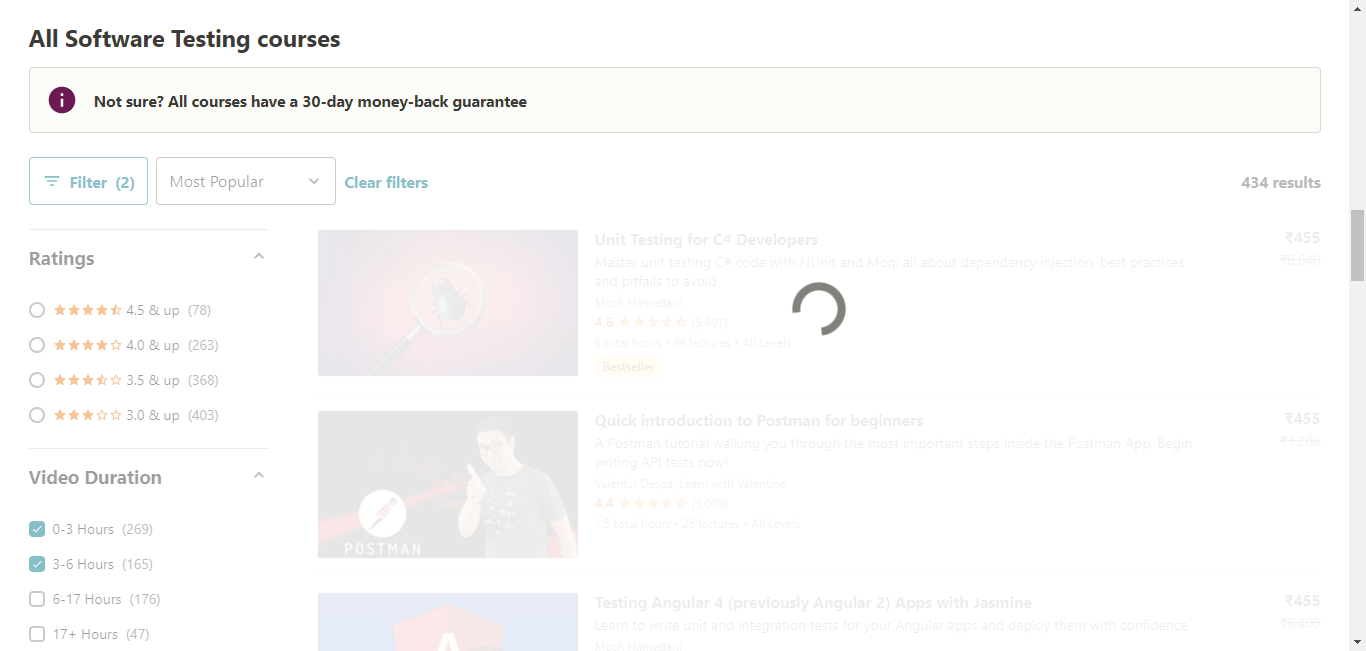 All Software Testing courses
Not sure? All courses have a 30-day money-back guarantee
Filter (2)
Most Popular
Clear filters
434 results
Ratings
4.5 & up (78)
4.0 & up (263)
3.5 & up (368)
3.0 & up (403)
Video Duration
0-3 Hours (269)
3-6 Hours (165)
6-17 Hours (176)
17+ Hours (47)
Unit Testing for C# Developers
₹455
Master unit testing C# code with NUnit and Moq: all about dependency injection, best practices
₹8,640
and pitfalls to avoid
Mosh Hamedani
4.6 (5,497)
6 total hours • 86 lectures • All Levels
Bestseller
POSTMAN
Quick introduction to Postman for beginners
₹455
A Postman tutorial walking you through the most important steps inside the Postman App. Begin
₹1,280
writing API tests now!
Valentin Despa, Learn with Valentine
4.4 (5,009)
1.5 total hours • 26 lectures • All Levels
A
Testing Angular 4 (previously Angular 2) Apps with Jasmine
₹455
Learn to write unit and integration tests for your Angular apps and deploy them with confidence
₹6,400
Mosh Hamedani